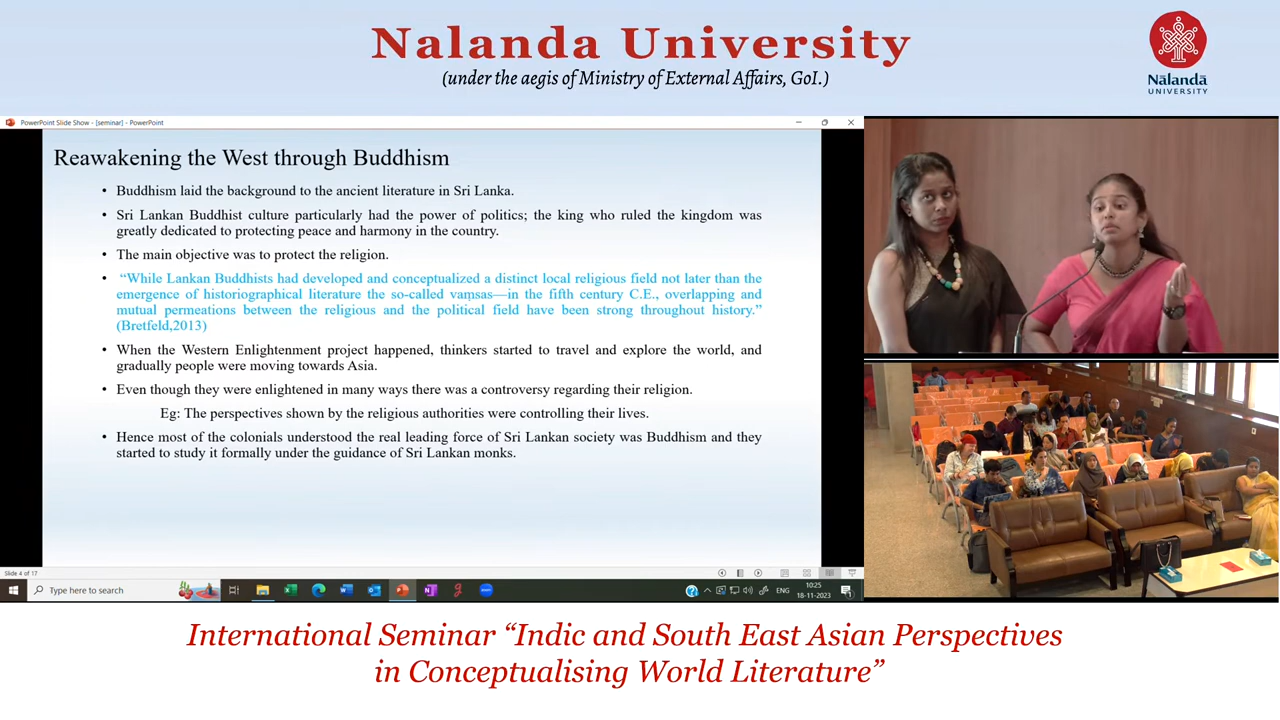 Nalanda University
(under the aegis of Ministry of External Affairs, GoI.)
Nālandā
UNIVERSITY
PowerPoint Slide Show - [seminar] - PowerPoint
Reawakening the West through Buddhism
• Buddhism laid the background to the ancient literature in Sri Lanka.
• Sri Lankan Buddhist culture particularly had the power of politics; the king who ruled the kingdom was
greatly dedicated to protecting peace and harmony in the country.
• The main objective was to protect the religion.
• “While Lankan Buddhists had developed and conceptualized a distinct local religious field not later than the
emergence of historiographical literature the so-called vaṃsas—in the fifth century C.E., overlapping and
mutual permeations between the religious and the political field have been strong throughout history.”
(Bretfeld,2013)
• When the Western Enlightenment project happened, thinkers started to travel and explore the world, and
gradually people were moving towards Asia.
• Even though they were enlightened in many ways there was a controversy regarding their religion.
Eg: The perspectives shown by the religious authorities were controlling their lives.
• Hence most of the colonials understood the real leading force of Sri Lankan society was Buddhism and they
started to study it formally under the guidance of Sri Lankan monks.
Slide 4 of 17
Type here to search
ENG
10:25
18-11-2023
International Seminar “Indic and South East Asian Perspectives
in Conceptualising World Literature”